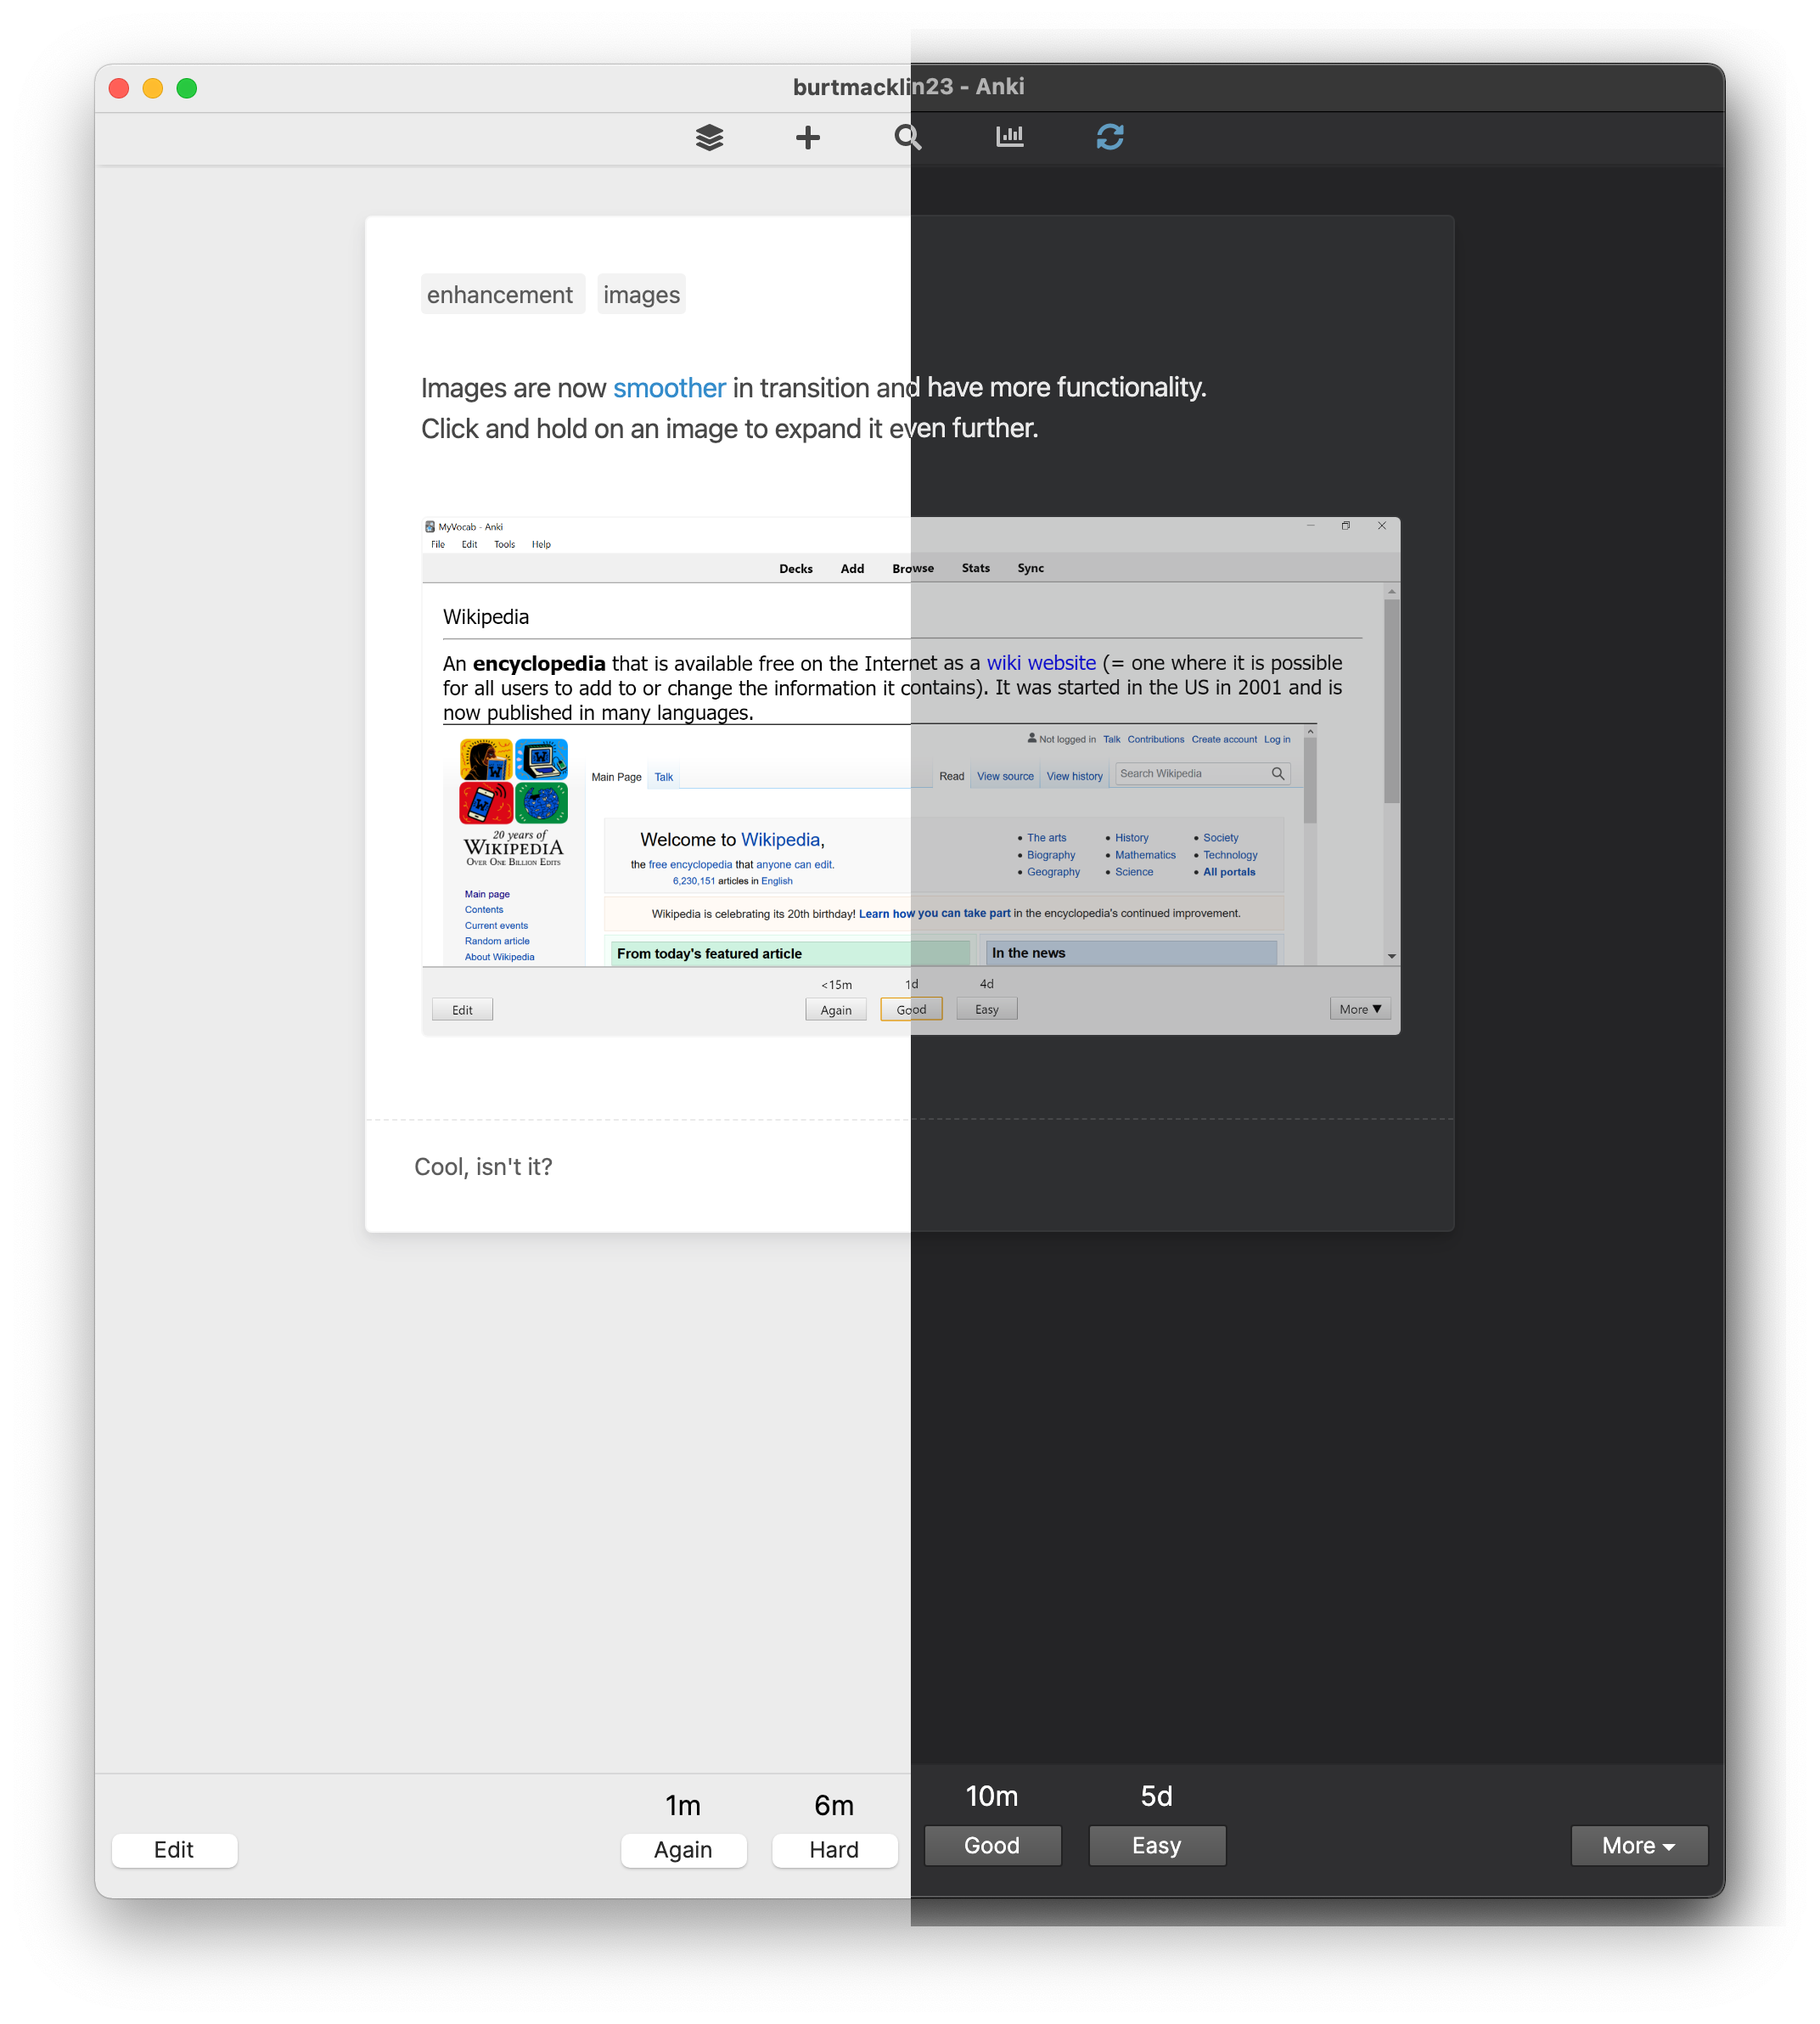 burtmacklin23 - Anki
enhancement images
Images are now smoother in transition and have more functionality.
Click and hold on an image to expand it even further.
MyVocab - Anki
File Edit Tools Help
Decks Add Browse Stats Sync
Wikipedia
An encyclopedia that is available free on the Internet as a wiki website (= one where it is possible
for all users to add to or change the information it contains). It was started in the US in 2001 and is
now published in many languages.
Not logged in Talk Contributions Create account Log in
Main Page Talk Read View source View history Search Wikipedia
20 years of
WIKIPEDIA
OVER ONE BILLION EDITS
Main page
Contents
Current events
Random article
About Wikipedia
Welcome to Wikipedia,
the free encyclopedia that anyone can edit.
6,230,151 articles in English
The arts History Society
Biography Mathematics Technology
Geography Science All portals
Wikipedia is celebrating its 20th birthday! Learn how you can take part in the encyclopedia's continued improvement.
From today's featured article In the news
<15m 1d 4d
Edit Again Good Easy More ▼
Cool, isn't it?
1m 6m 10m 5d
Edit Again Hard Good Easy More